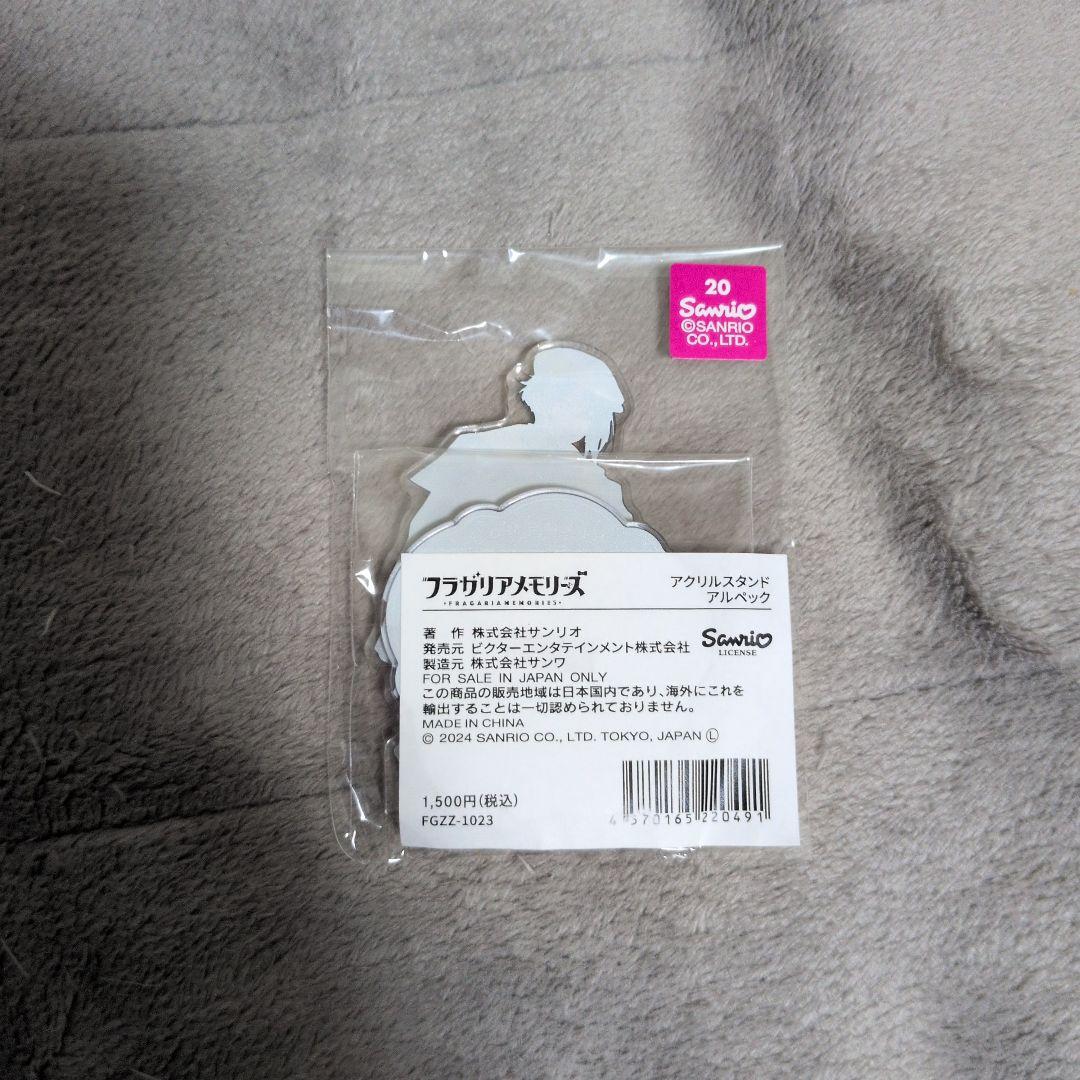 20
Sanrio
©SANRIO
CO.,LTD.
フラガリアメモリーズ
・FRAGARIAMEMORIES・
アクリルスタンド
アルペック
著　作 株式会社サンリオ
発売元 ビクターエンタテインメント株式会社
製造元 株式会社サンワ
Sanrio
LICENSE
FOR SALE IN JAPAN ONLY
この商品の販売地域は日本国内であり、海外にこれを
輸出することは一切認められておりません。
MADE IN CHINA
© 2024 SANRIO CO., LTD. TOKYO, JAPAN Ⓛ
1,500円(税込)
FGZZ-1023
4 570165 220491